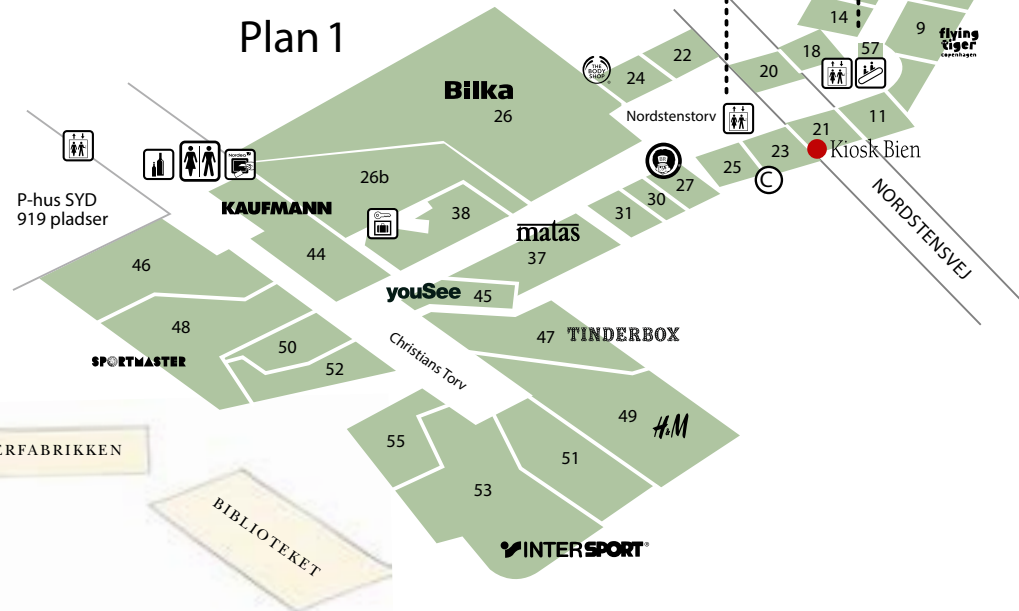 Plan 1
14
9
flying
tiger
copenhagen
22
18
57
THE
BODY
SHOP
24
20
Bilka
26
Nordstenstorv
11
21
Kiosk Bien
23
25
C
Nordea
26b
27
30
31
P-hus SYD
919 pladser
KAUFMANN
38
matas
37
NORDSTENSVEJ
44
46
youSee
45
48
50
52
SPORTMASTER
Christians Torv
47
TINDERBOX
49
H&M
55
51
53
ERFABRIKKEN
BIBLIOTEKET
INTERSPORT